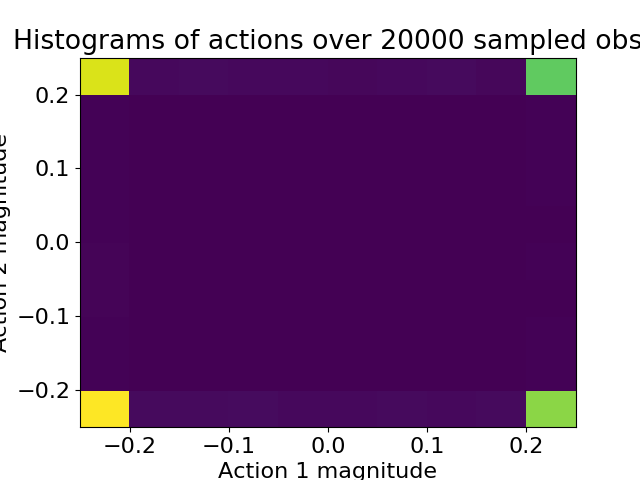 Histograms of actions over 20000 sampled obs
Action 2 magnitude
0.2
0.1
0.0
−0.1
−0.2
−0.2 −0.1 0.0 0.1 0.2
Action 1 magnitude